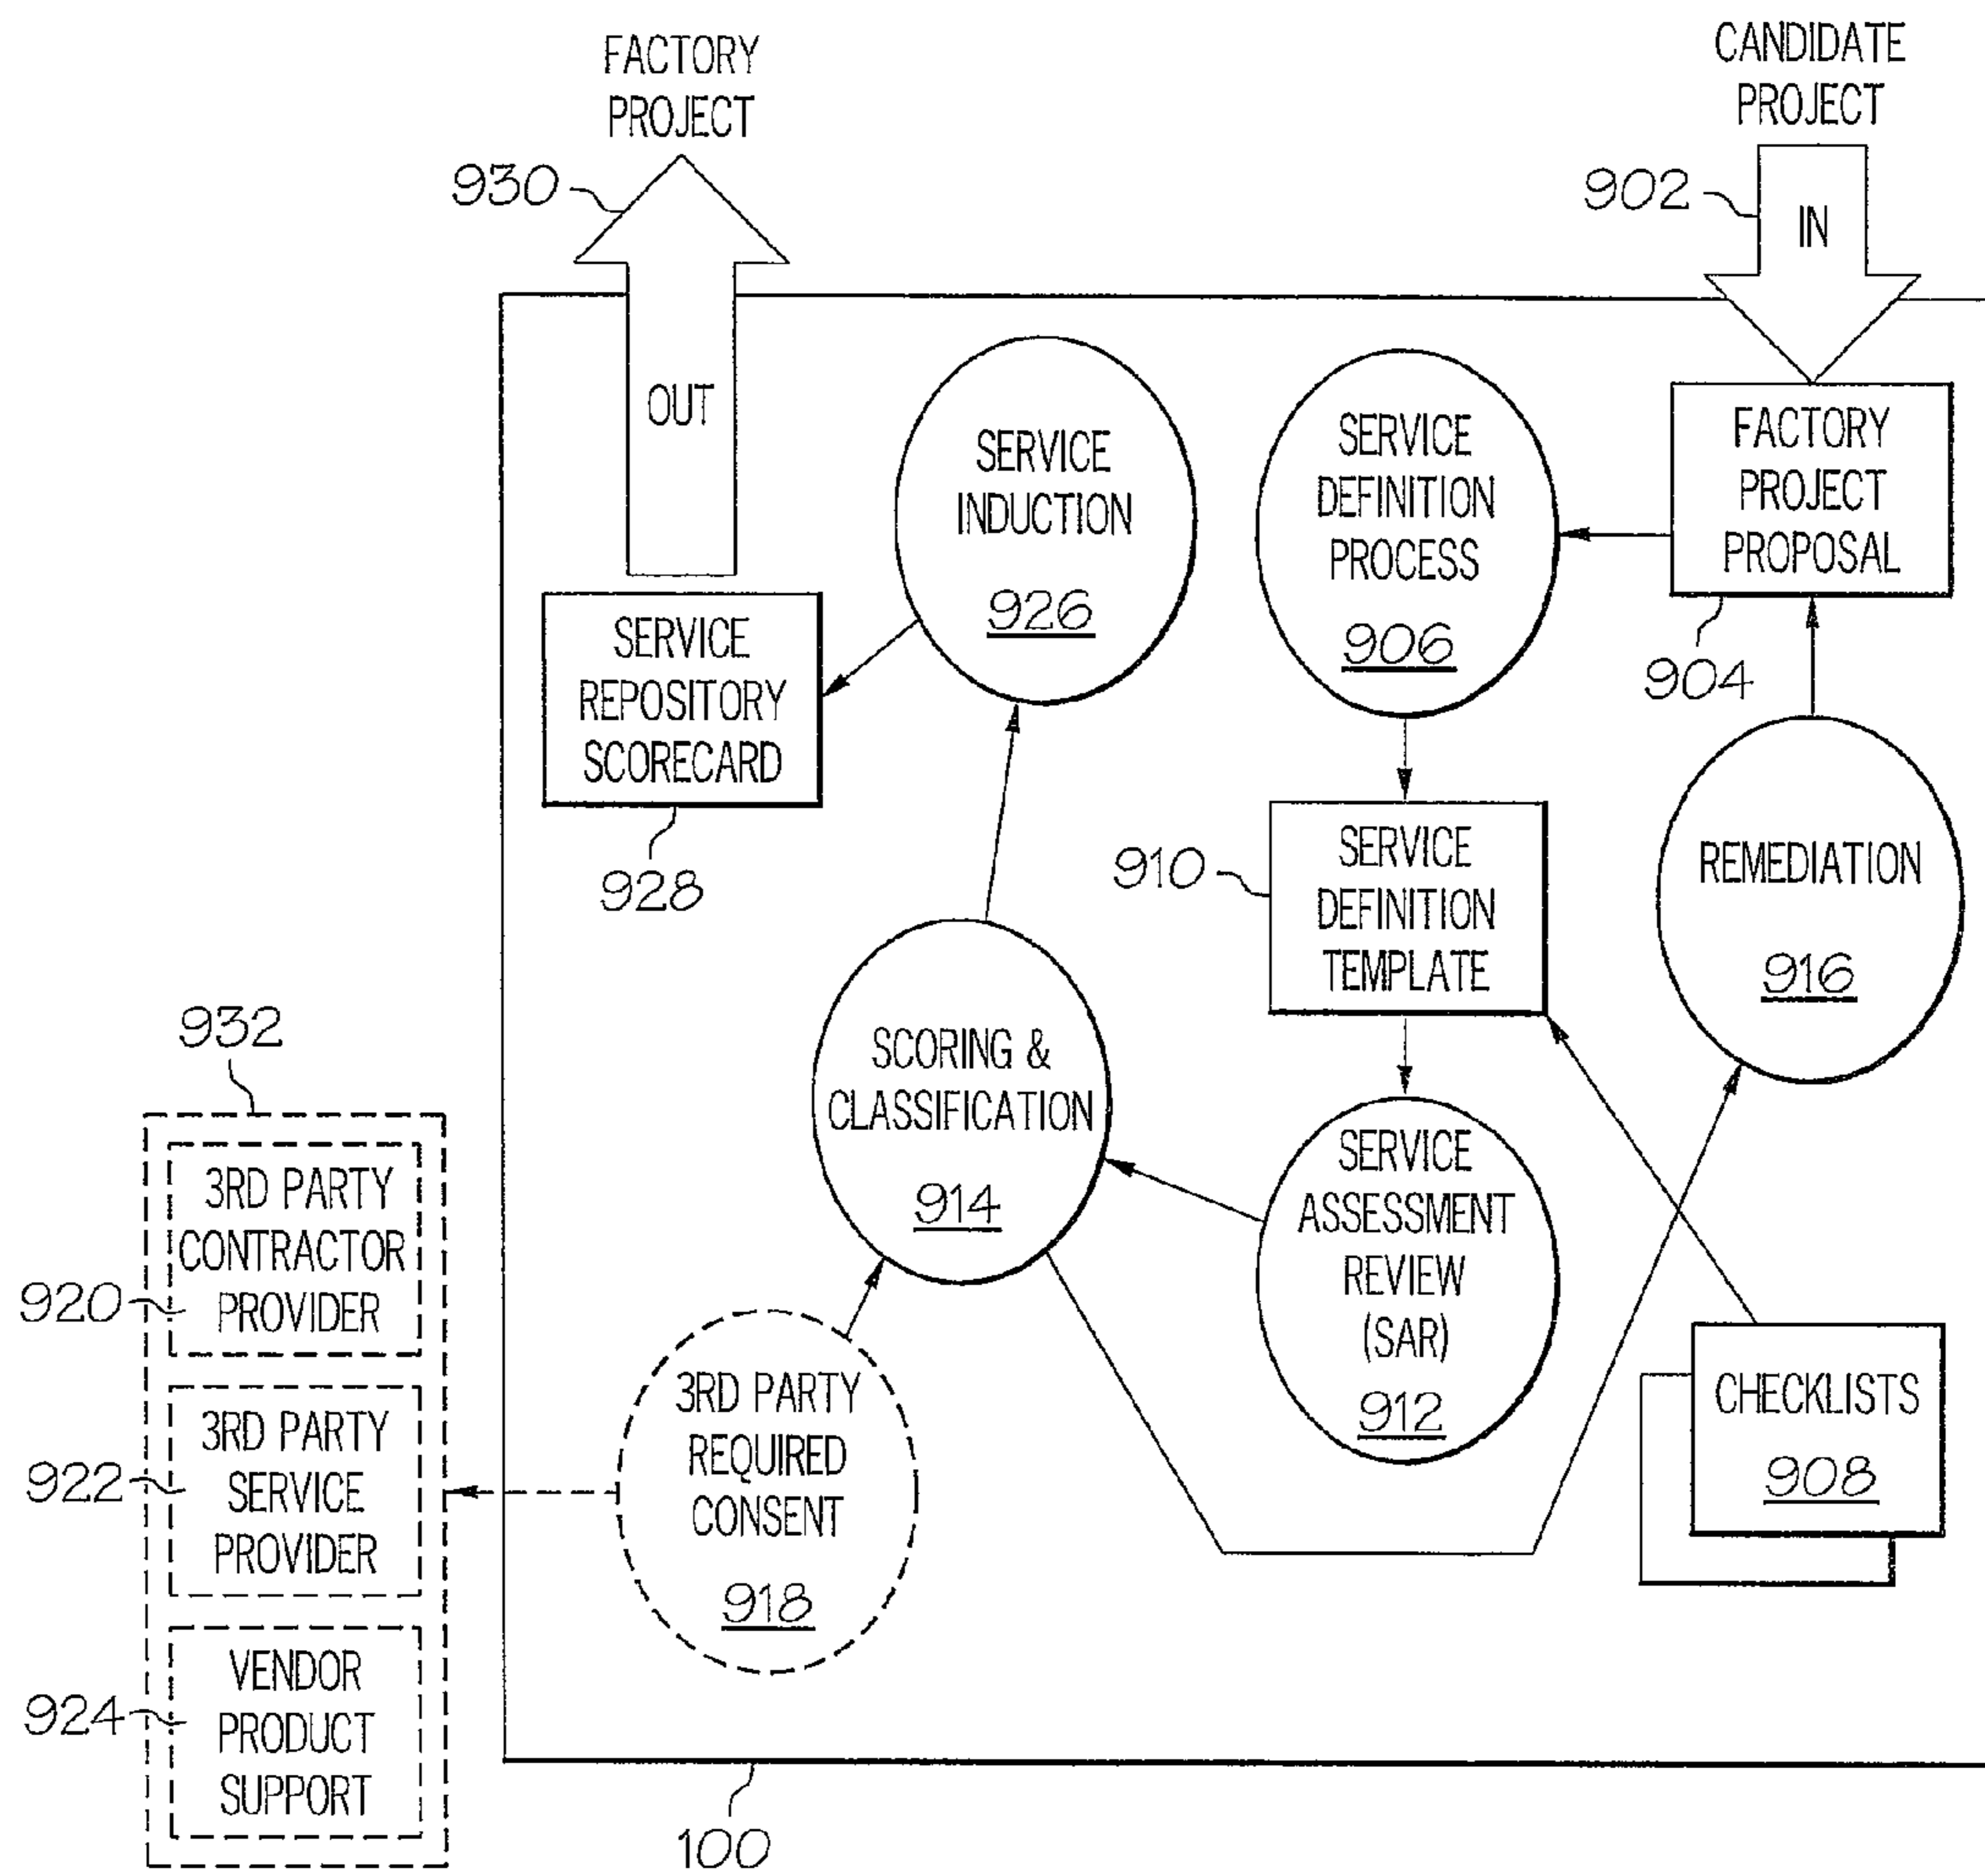 FACTORY
PROJECT
930
OUT
CANDIDATE
PROJECT
902
IN
FACTORY
PROJECT
PROPOSAL
904
SERVICE
DEFINITION
PROCESS
906
SERVICE
INDUCTION
926
SERVICE
REPOSITORY
SCORECARD
928
910
SERVICE
DEFINITION
TEMPLATE
REMEDIATION
916
SCORING &
CLASSIFICATION
914
SERVICE
ASSESSMENT
REVIEW
(SAR)
912
CHECKLISTS
908
3RD PARTY
REQUIRED
CONSENT
918
932
3RD PARTY
CONTRACTOR
PROVIDER
920
3RD PARTY
SERVICE
PROVIDER
922
VENDOR
PRODUCT
SUPPORT
924
100